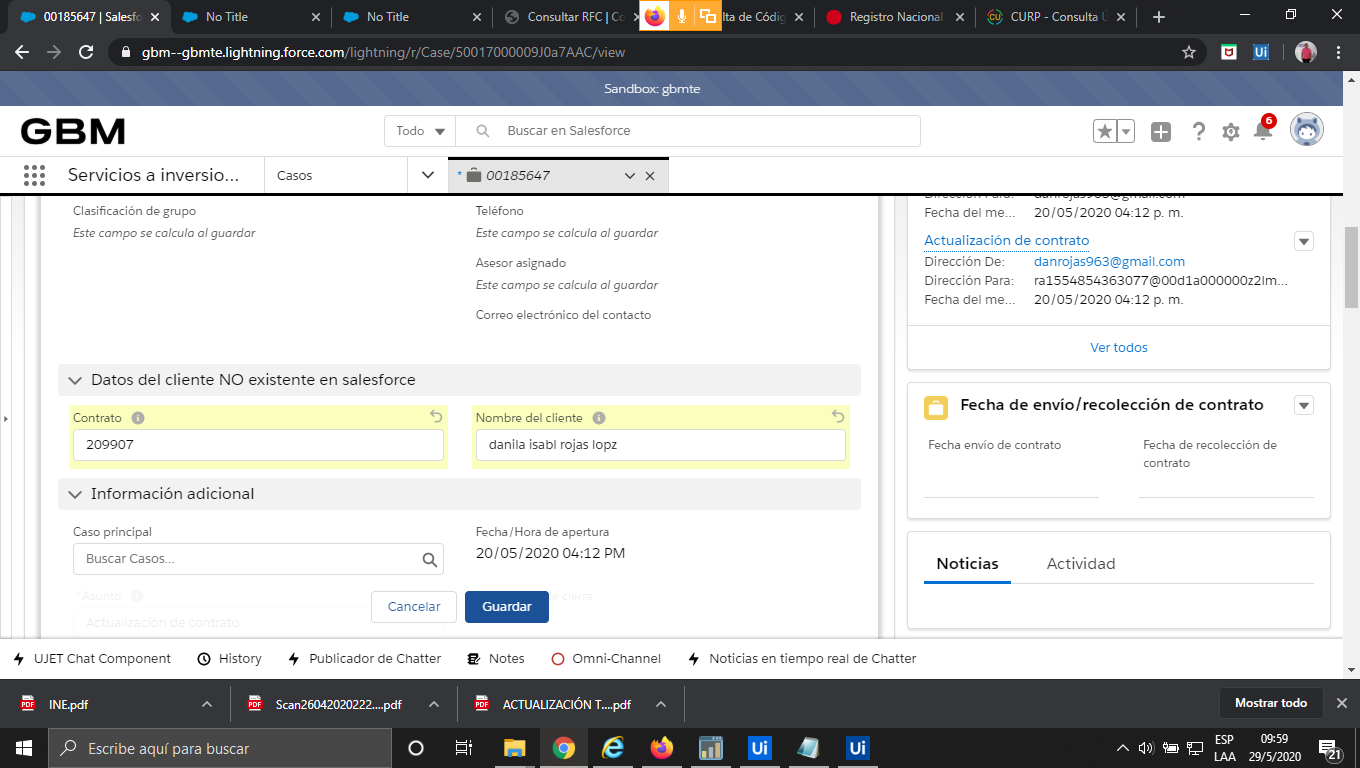 00185647 | Salesfo
No Title
No Title
Consultar RFC | Co
lta de Códig
Registro Nacional
CURP - Consulta U
gbm--gbmte.lightning.force.com/lightning/r/Case/50017000009J0a7AAC/view
Sandbox: gbmte
GBM
Todo
Buscar en Salesforce
6
Servicios a inversio...
Casos
* 00185647
Clasificación de grupo
Este campo se calcula al guardar
Teléfono
Este campo se calcula al guardar
Asesor asignado
Este campo se calcula al guardar
Correo electrónico del contacto
Datos del cliente NO existente en salesforce
Contrato
209907
Nombre del cliente
danila isabl rojas lopz
Información adicional
Caso principal
Buscar Casos...
Fecha/Hora de apertura
20/05/2020 04:12 PM
* Asunto
e cierre
Actualización de contrato
Cancelar
Guardar
Dirección Para:
danrojas963@gmail.com
Fecha del me...
20/05/2020 04:12 p. m.
Actualización de contrato
Dirección De:
danrojas963@gmail.com
Dirección Para:
ra1554854363077@00d1a000000z2lm...
Fecha del me...
20/05/2020 04:12 p. m.
Ver todos
Fecha de envío/recolección de contrato
Fecha envío de contrato
Fecha de recolección de
contrato
Noticias
Actividad
UJET Chat Component
History
Publicador de Chatter
Notes
Omni-Channel
Noticias en tiempo real de Chatter
INE.pdf
Scan26042020222....pdf
ACTUALIZACIÓN T....pdf
Mostrar todo
Escribe aquí para buscar
Ui
Ui
ESP
LAA
09:59
29/5/2020
21